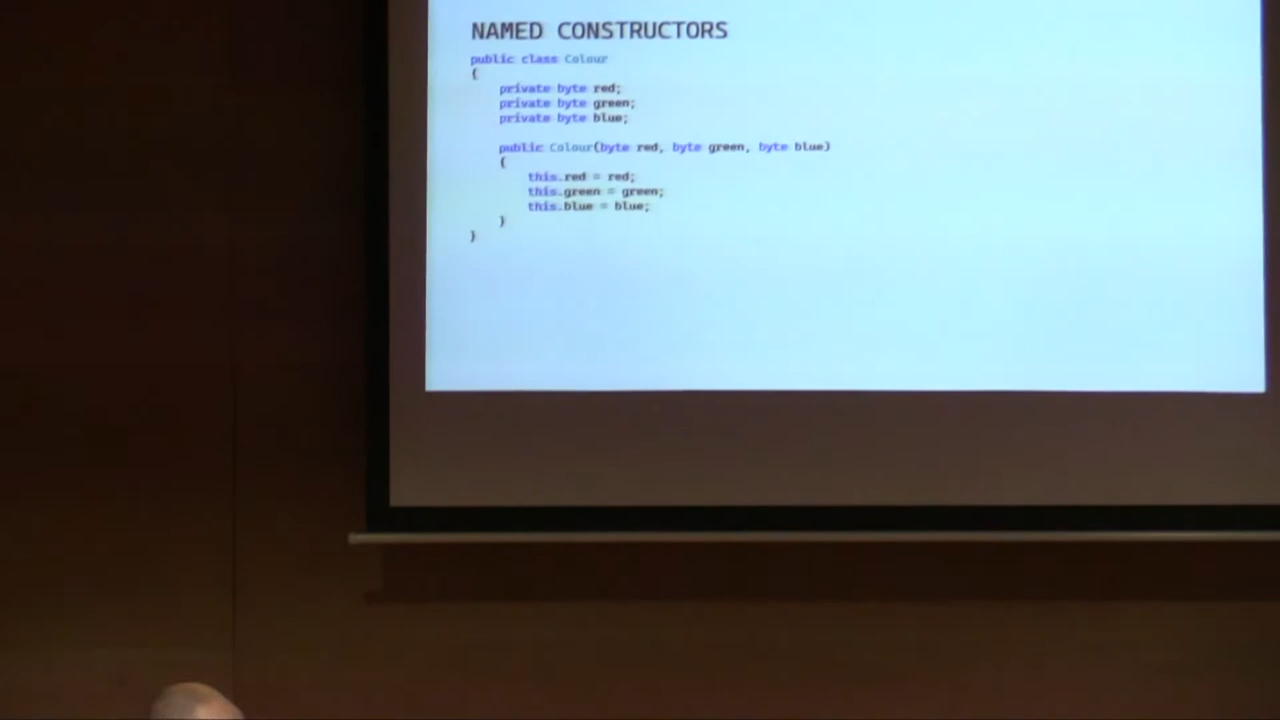 NAMED CONSTRUCTORS
public class Colour
{
    private byte red;
    private byte green;
    private byte blue;
    public Colour(byte red, byte green, byte blue)
    {
        this.red = red;
        this.green = green;
        this.blue = blue;
    }
}